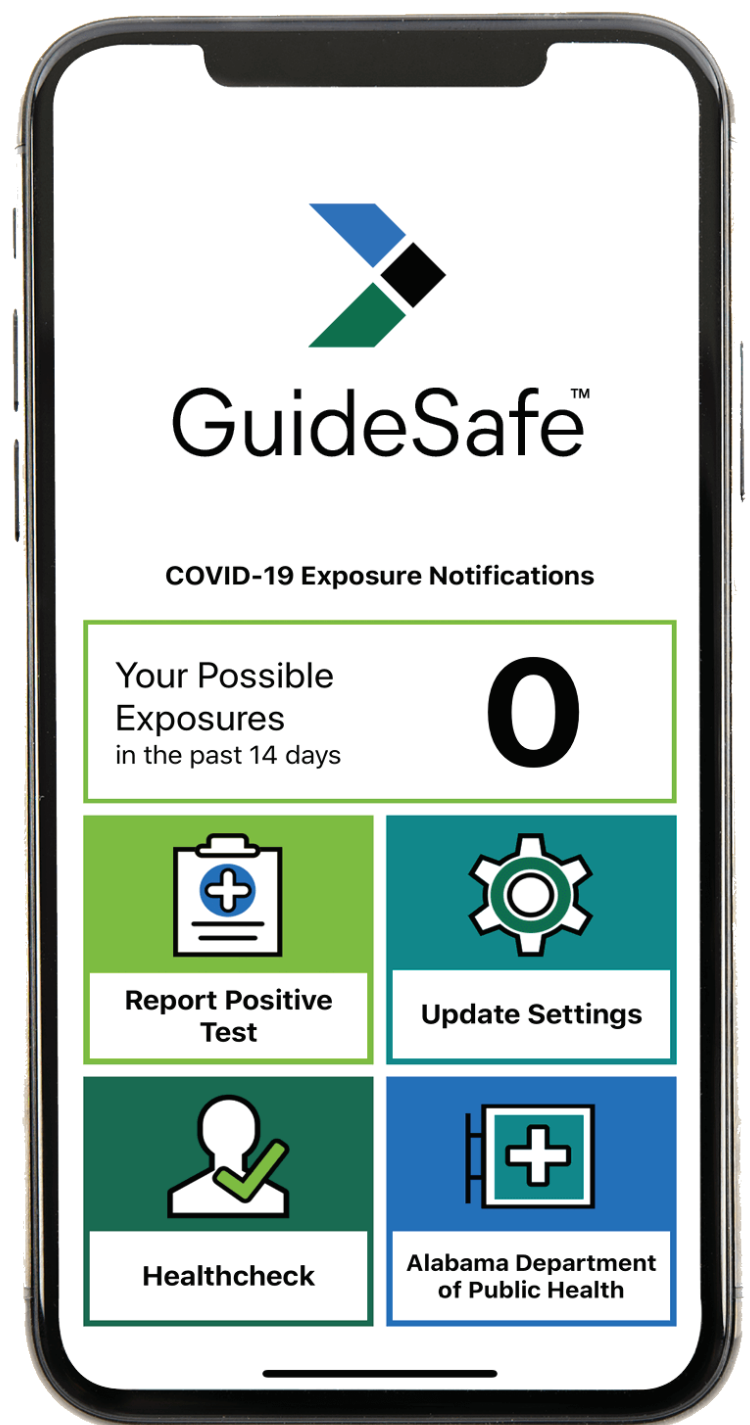 GuideSafe™
COVID-19 Exposure Notifications
Your Possible
Exposures
in the past 14 days
0
Report Positive
Test
Update Settings
Healthcheck
Alabama Department
of Public Health